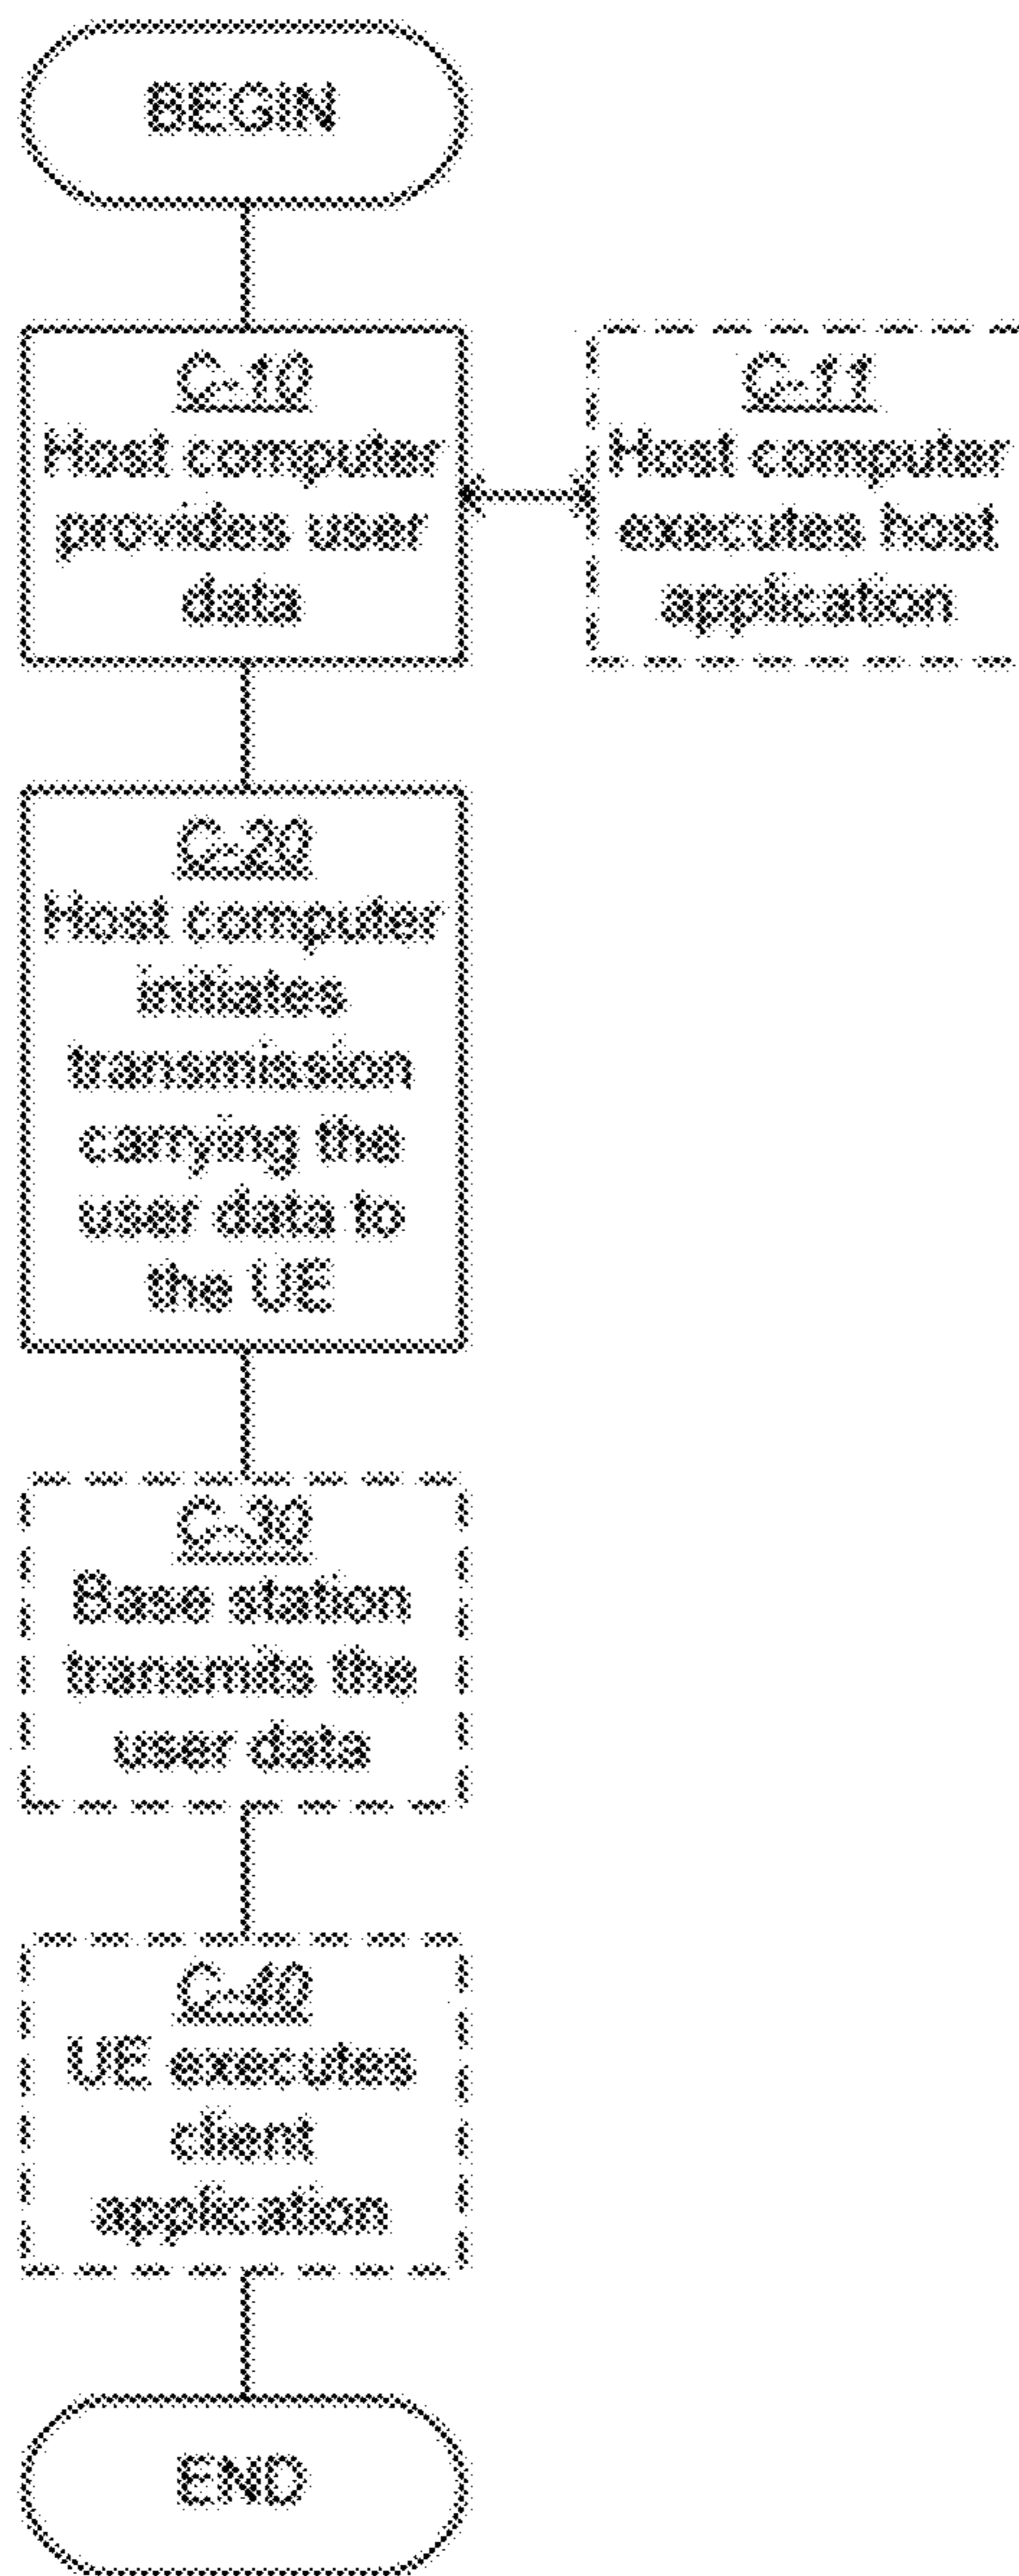 BEGIN
C-10
Host computer
provides user
data
C-11
Host computer
executes host
application
C-20
Host computer
initiates
transmission
carrying the
user data to
the UE
C-30
Base station
transmits the
user data
C-40
UE executes
client
application
END